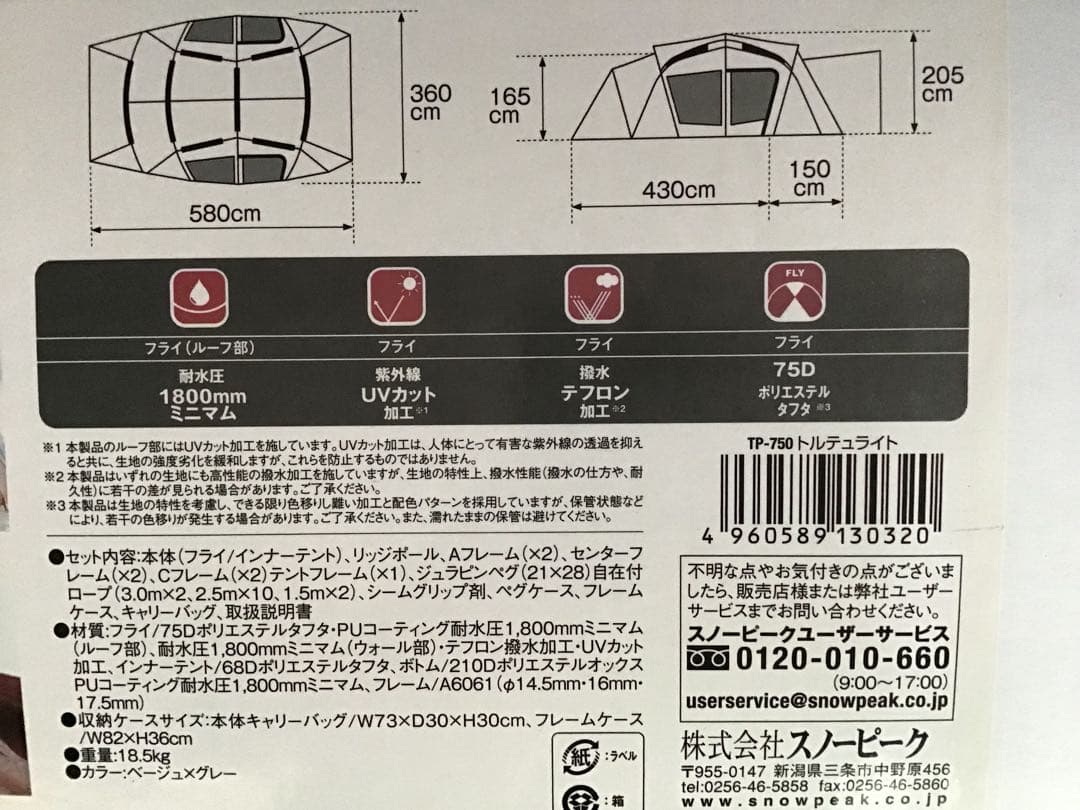 360
cm
580cm
165
cm
205
cm
430cm
150
cm
FLY
フライ（ルーフ部）
フライ
フライ
フライ
耐水圧
1800mm
ミニマム
紫外線
UVカット
加工※1
撥水
テフロン
加工※2
75D
ポリエステル
タフタ ※3
※1 本製品のルーフ部にはUVカット加工を施しています。UVカット加工は、人体にとって有害な紫外線の透過を抑え
ると共に、生地の強度劣化を緩和しますが、これらを防止するものではありません。
※2 本製品はいずれの生地にも高性能の撥水加工を施していますが、生地の特性上、撥水性能（撥水の仕方や、耐
久性）に若干の差が見られる場合があります。ご了承ください。
※3 本製品は生地の特性を考慮し、できる限り色移りし難い加工と配色パターンを採用していますが、保管状態など
により、若干の色移りが発生する場合があります。ご了承ください。また、濡れたままの保管は避けてください。
●セット内容:本体（フライ/インナーテント）、リッジポール、Aフレーム（×2）、センターフ
レーム（×2）、Cフレーム（×2）テントフレーム（×1）、ジュラピンペグ（21×28）自在付
ロープ（3.0m×2、2.5m×10、1.5m×2）、シームグリップ剤、ペグケース、フレーム
ケース、キャリーバッグ、取扱説明書
●材質:フライ/75Dポリエステルタフタ・PUコーティング耐水圧1,800mmミニマム
（ルーフ部）、耐水圧1,800mmミニマム（ウォール部）・テフロン撥水加工・UVカット
加工、インナーテント/68Dポリエステルタフタ、ボトム/210Dポリエステルオックス
PUコーティング耐水圧1,800mmミニマム、フレーム/A6061（φ14.5mm・16mm・
17.5mm）
●収納ケースサイズ:本体キャリーバッグ/W73×D30×H30cm、フレームケース
/W82×H36cm
●重量:18.5kg
●カラー:ベージュ×グレー
紙 :ラベル
:箱
TP-750 トルテュライト
4 960589 130320
不明な点やお気付きの点がございま
したら、販売店様または弊社ユーザー
サービスまでお問い合わせください。
スノーピークユーザーサービス
0120-010-660
（9:00～17:00）
userservice@snowpeak.co.jp
株式会社スノーピーク
〒955-0147 新潟県三条市中野原456
tel:0256-46-5858 fax:0256-46-5860
www.snowpeak.co.jp